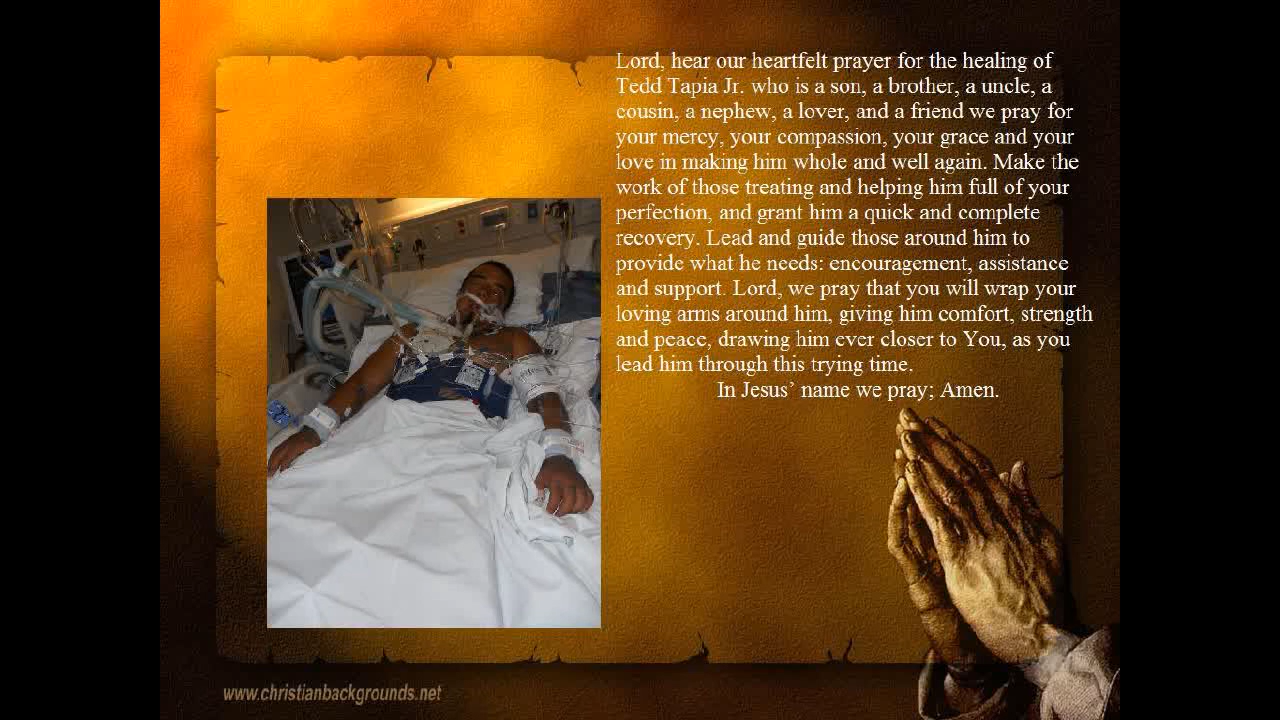 Lord, hear our heartfelt prayer for the healing of
Tedd Tapia Jr. who is a son, a brother, a uncle, a
cousin, a nephew, a lover, and a friend we pray for
your mercy, your compassion, your grace and your
love in making him whole and well again. Make the
work of those treating and helping him full of your
perfection, and grant him a quick and complete
recovery. Lead and guide those around him to
provide what he needs: encouragement, assistance
and support. Lord, we pray that you will wrap your
loving arms around him, giving him comfort, strength
and peace, drawing him ever closer to You, as you
lead him through this trying time.
In Jesus’ name we pray; Amen.
www.christianbackgrounds.net